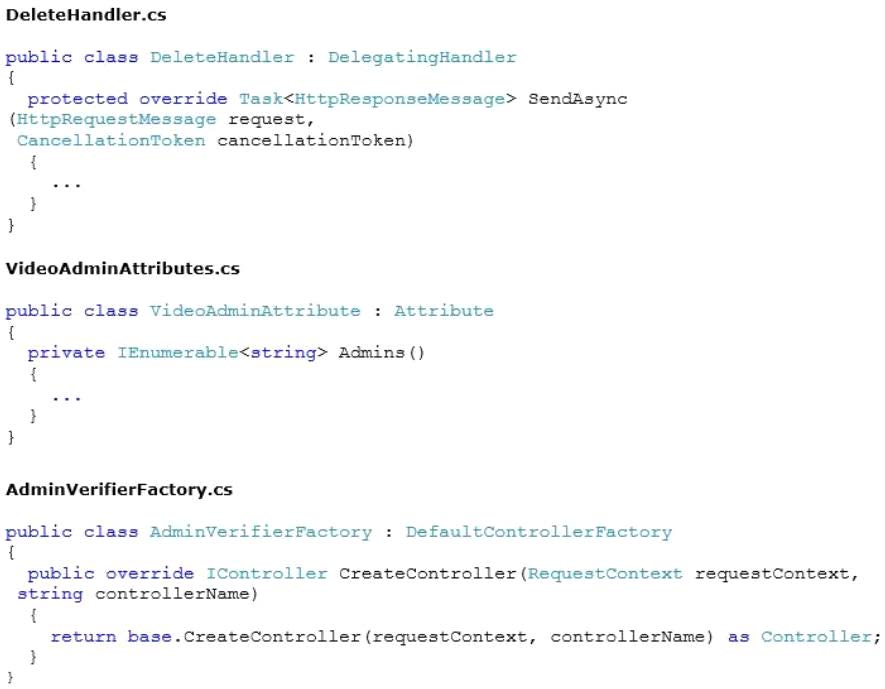 DeleteHandler.cs
public class DeleteHandler : DelegatingHandler
{
protected override Task<HttpResponseMessage> SendAsync
(HttpRequestMessage request,
CancellationToken cancellationToken)
{
...
}
}
VideoAdminAttributes.cs
public class VideoAdminAttribute : Attribute
{
private IEnumerable<string> Admins()
{
...
}
}
AdminVerifierFactory.cs
public class AdminVerifierFactory : DefaultControllerFactory
{
public override IController CreateController(RequestContext requestContext,
string controllerName)
{
return base.CreateController(requestContext, controllerName) as Controller;
}
}